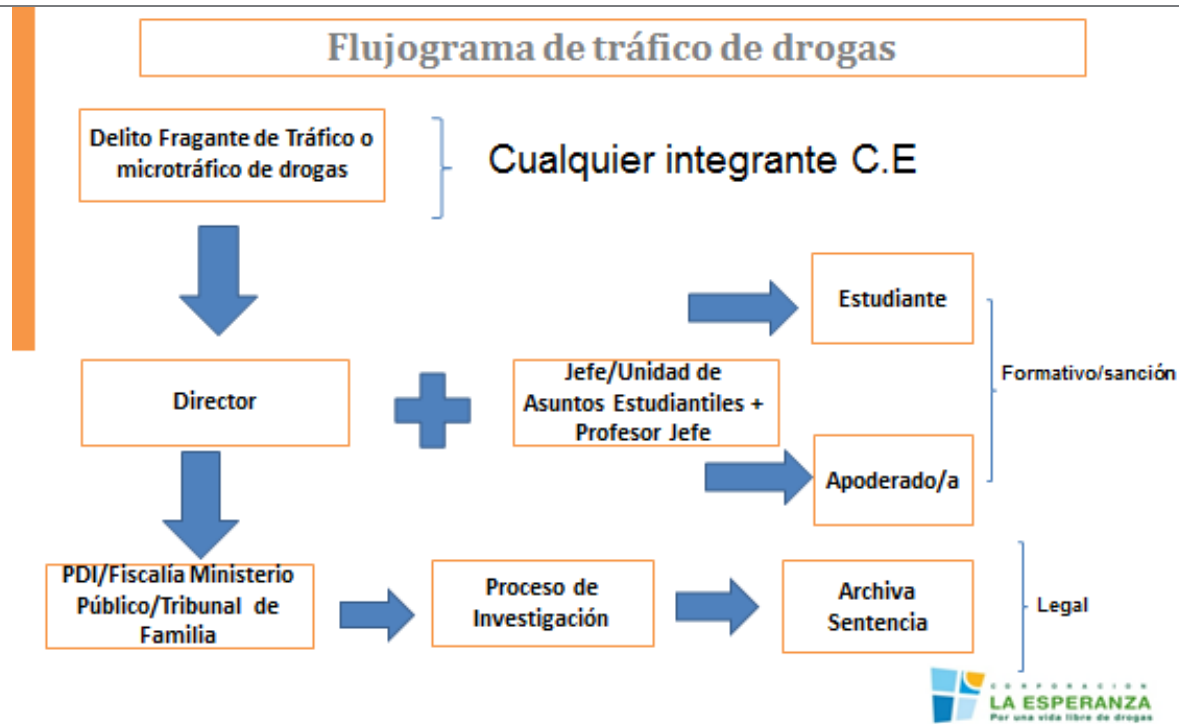 Flujograma de tráfico de drogas
Delito Fragante de Tráfico o
microtráfico de drogas
Cualquier integrante C.E
Estudiante
Formativo/sanción
Director
Jefe/Unidad de
Asuntos Estudiantiles +
Profesor Jefe
Apoderado/a
PDI/Fiscalía Ministerio
Público/Tribunal de
Familia
Proceso de
Investigación
Archiva
Sentencia
Legal
CORPORACION
LA ESPERANZA
Por una vida libre de drogas